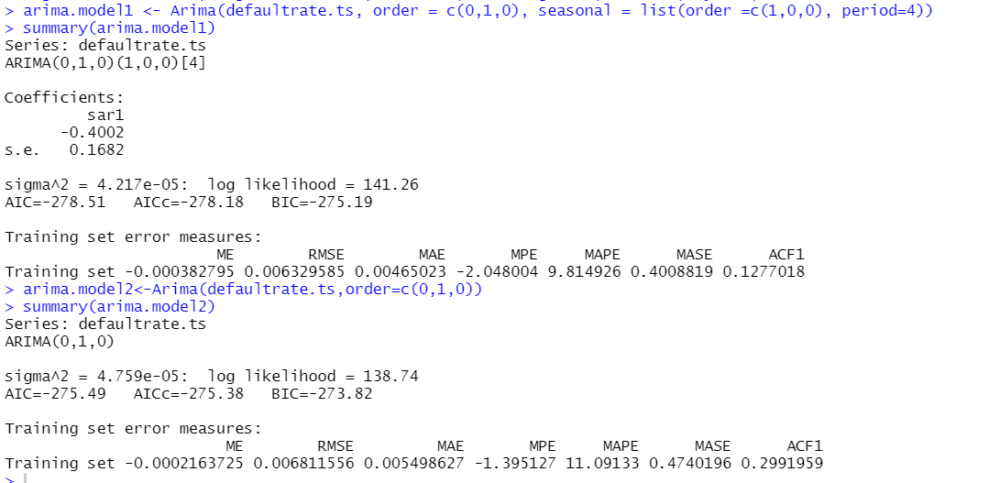 > arima.model1 <- Arima(defaultrate.ts, order = c(0,1,0), seasonal = list(order =c(1,0,0), period=4))
> summary(arima.model1)
Series: defaultrate.ts
ARIMA(0,1,0)(1,0,0)[4]
Coefficients:
sar1
-0.4002
s.e. 0.1682
sigma^2 = 4.217e-05: log likelihood = 141.26
AIC=-278.51 AICc=-278.18 BIC=-275.19
Training set error measures:
ME RMSE MAE MPE MAPE MASE ACF1
Training set -0.000382795 0.006329585 0.00465023 -2.048004 9.814926 0.4008819 0.1277018
> arima.model2<-Arima(defaultrate.ts,order=c(0,1,0))
> summary(arima.model2)
Series: defaultrate.ts
ARIMA(0,1,0)
sigma^2 = 4.759e-05: log likelihood = 138.74
AIC=-275.49 AICc=-275.38 BIC=-273.82
Training set error measures:
ME RMSE MAE MPE MAPE MASE ACF1
Training set -0.0002163725 0.006811556 0.005498627 -1.395127 11.09133 0.4740196 0.2991959
>